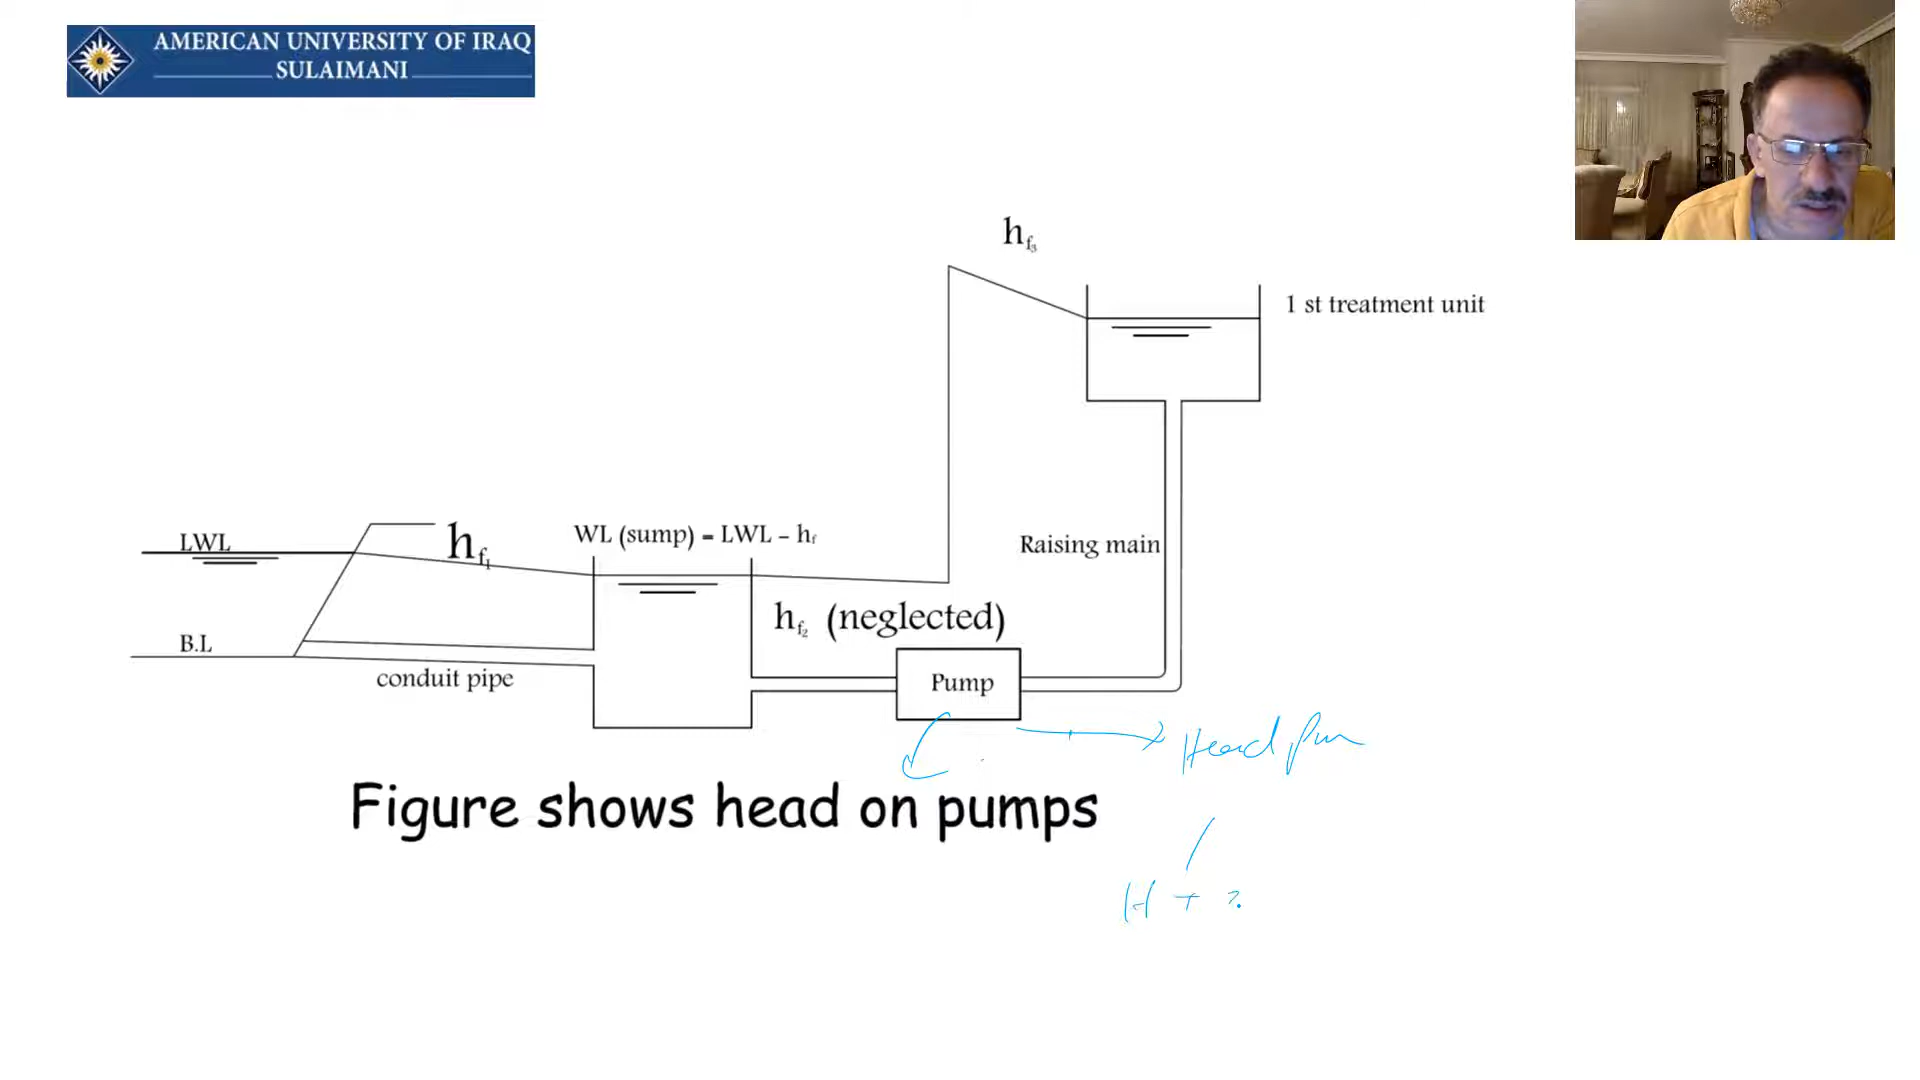 AMERICAN UNIVERSITY OF IRAQ
SULAIMANI
hf₃
1 st treatment unit
LWL
hf₁
WL (sump) = LWL – hf
Raising main
hf₂ (neglected)
B.L
conduit pipe
Pump
Head
Figure shows head on pumps
H +